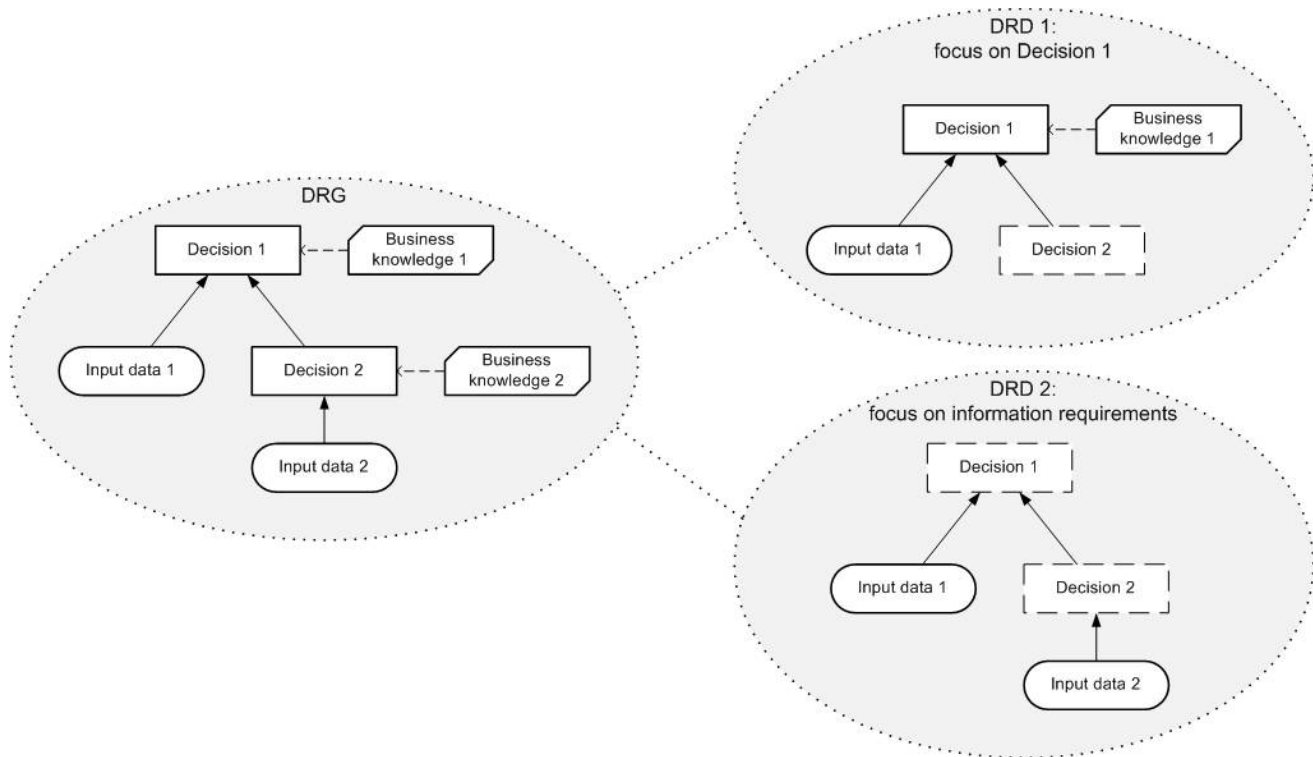 DRG
Decision 1
Business
knowledge 1
Input data 1
Decision 2
Business
knowledge 2
Input data 2
DRD 1:
focus on Decision 1
Decision 1
Business
knowledge 1
Input data 1
Decision 2
DRD 2:
focus on information requirements
Decision 1
Input data 1
Decision 2
Input data 2